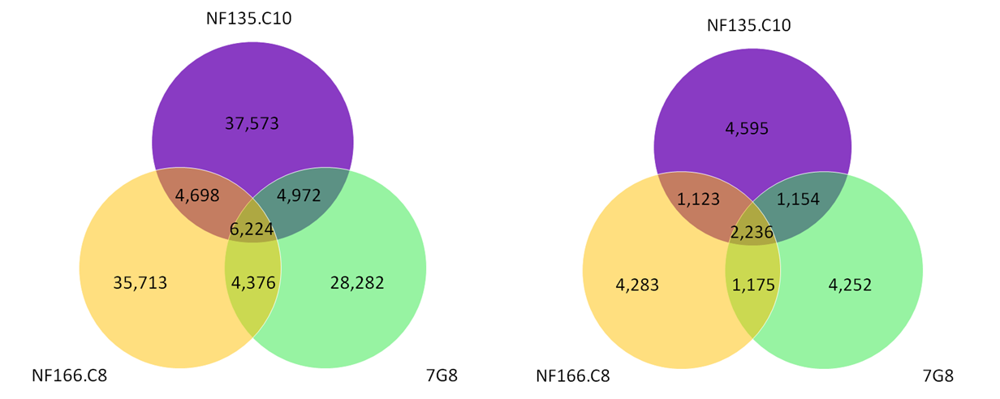 NF135.C10
37,573
4,698
4,972
6,224
35,713
4,376
28,282
NF166.C8
7G8
NF135.C10
4,595
1,123
1,154
2,236
4,283
1,175
4,252
NF166.C8
7G8